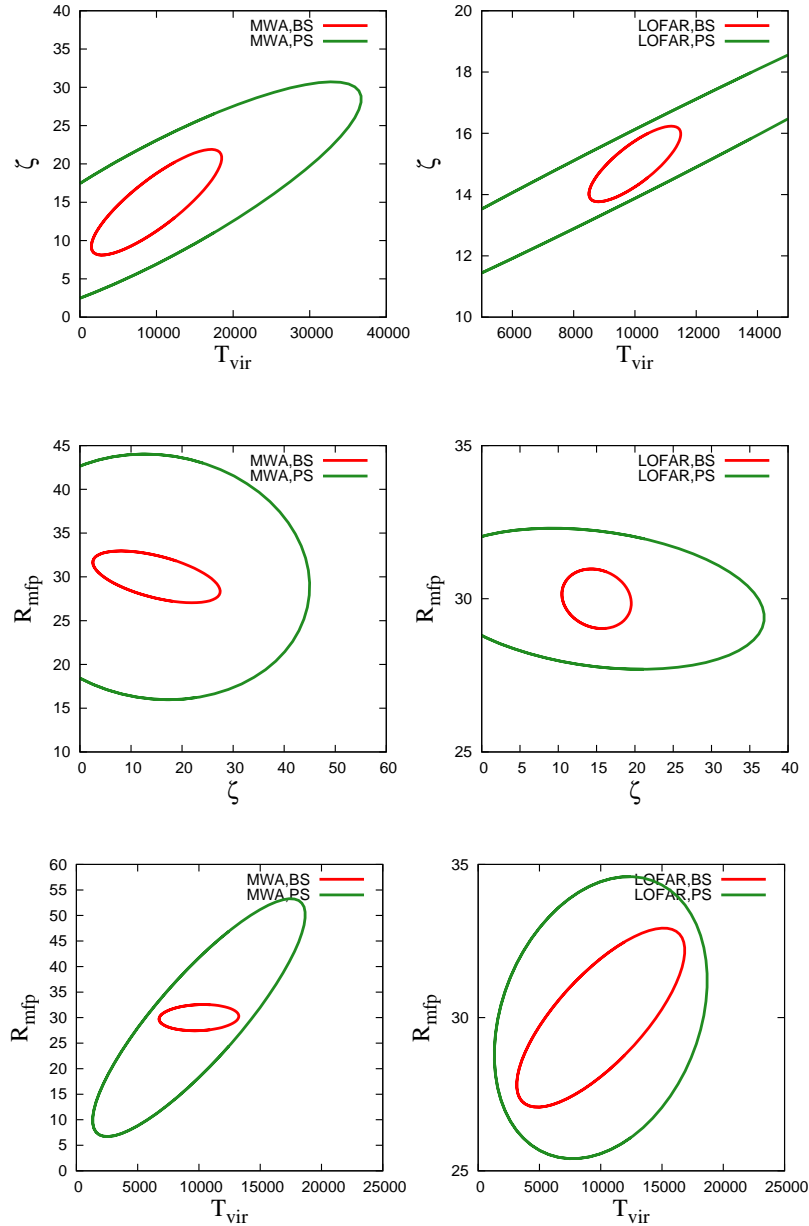 40
35
30
25
20
15
10
5
0
ζ
0 10000 20000 30000 40000
T_vir
MWA,BS
MWA,PS
20
18
16
14
12
10
ζ
6000 8000 10000 12000 14000
T_vir
LOFAR,BS
LOFAR,PS
45
40
35
30
25
20
15
10
R_mfp
0 10 20 30 40 50 60
ζ
MWA,BS
MWA,PS
35
30
25
R_mfp
0 5 10 15 20 25 30 35 40
ζ
LOFAR,BS
LOFAR,PS
60
55
50
45
40
35
30
25
20
15
10
5
0
R_mfp
0 5000 10000 15000 20000 25000
T_vir
MWA,BS
MWA,PS
35
30
25
R_mfp
0 5000 10000 15000 20000 25000
T_vir
LOFAR,BS
LOFAR,PS